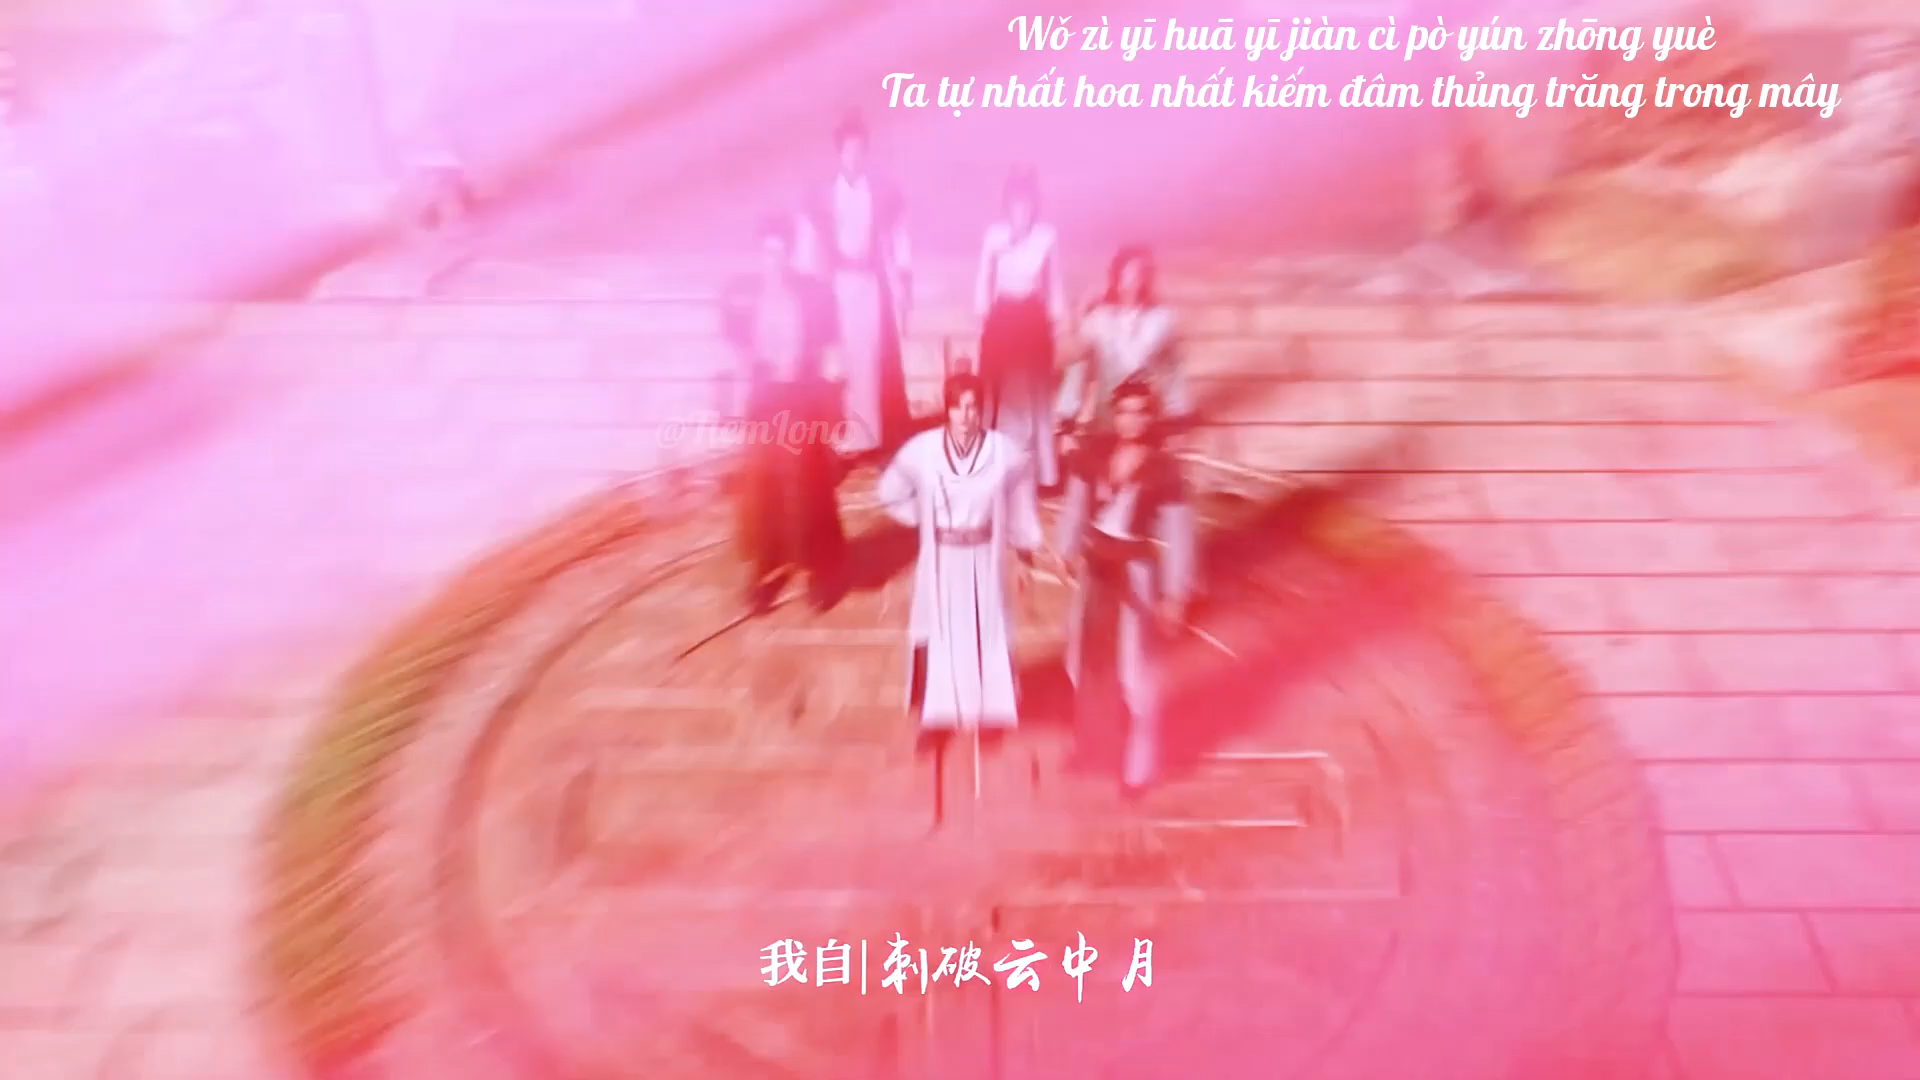 Wǒ zì yī huā yī jiàn cì pò yún zhōng yuè
Ta tự nhất hoa nhất kiếm đâm thủng trăng trong mây
@TiemLong
我自|刺破云中月